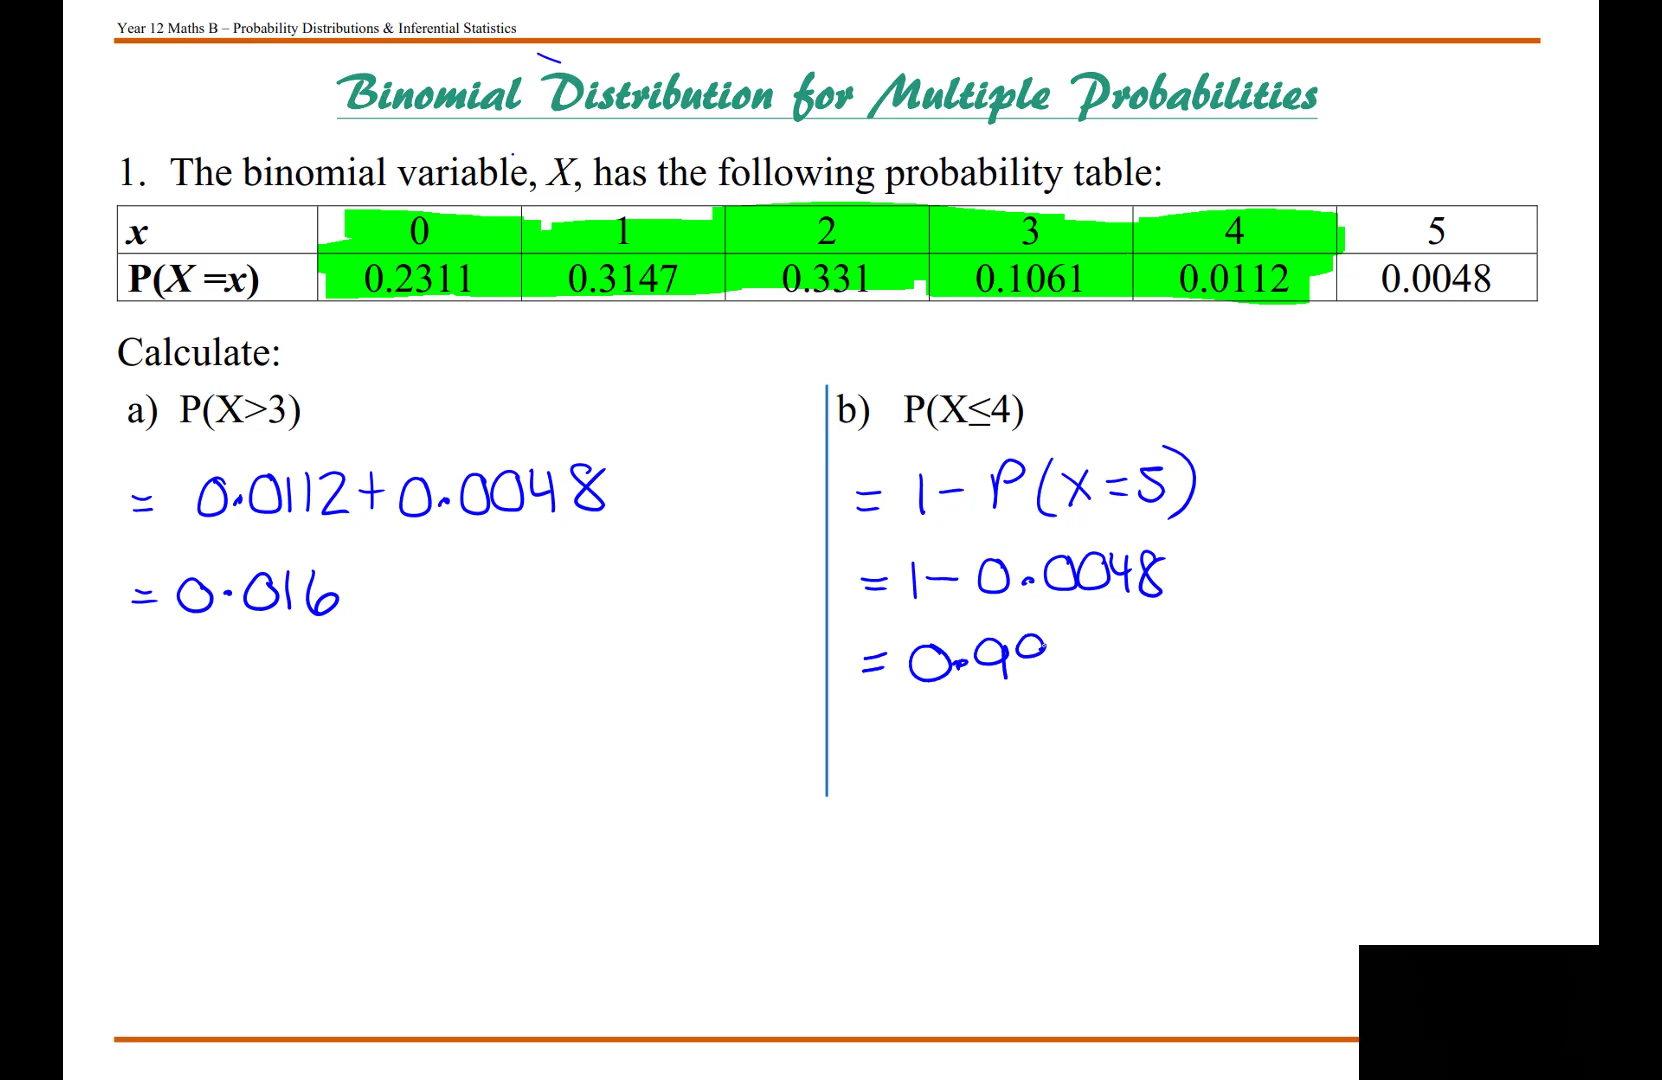 Year 12 Maths B – Probability Distributions & Inferential Statistics
Binomial Distribution for Multiple Probabilities
1. The binomial variable, X, has the following probability table:
x 0 1 2 3 4 5
P(X =x) 0.2311 0.3147 0.331 0.1061 0.0112 0.0048
Calculate:
a) P(X>3)
= 0.0112+0.0048
= 0.016
b) P(X≤4)
= 1 - P(X=5)
= 1 - 0.0048
= 0.99